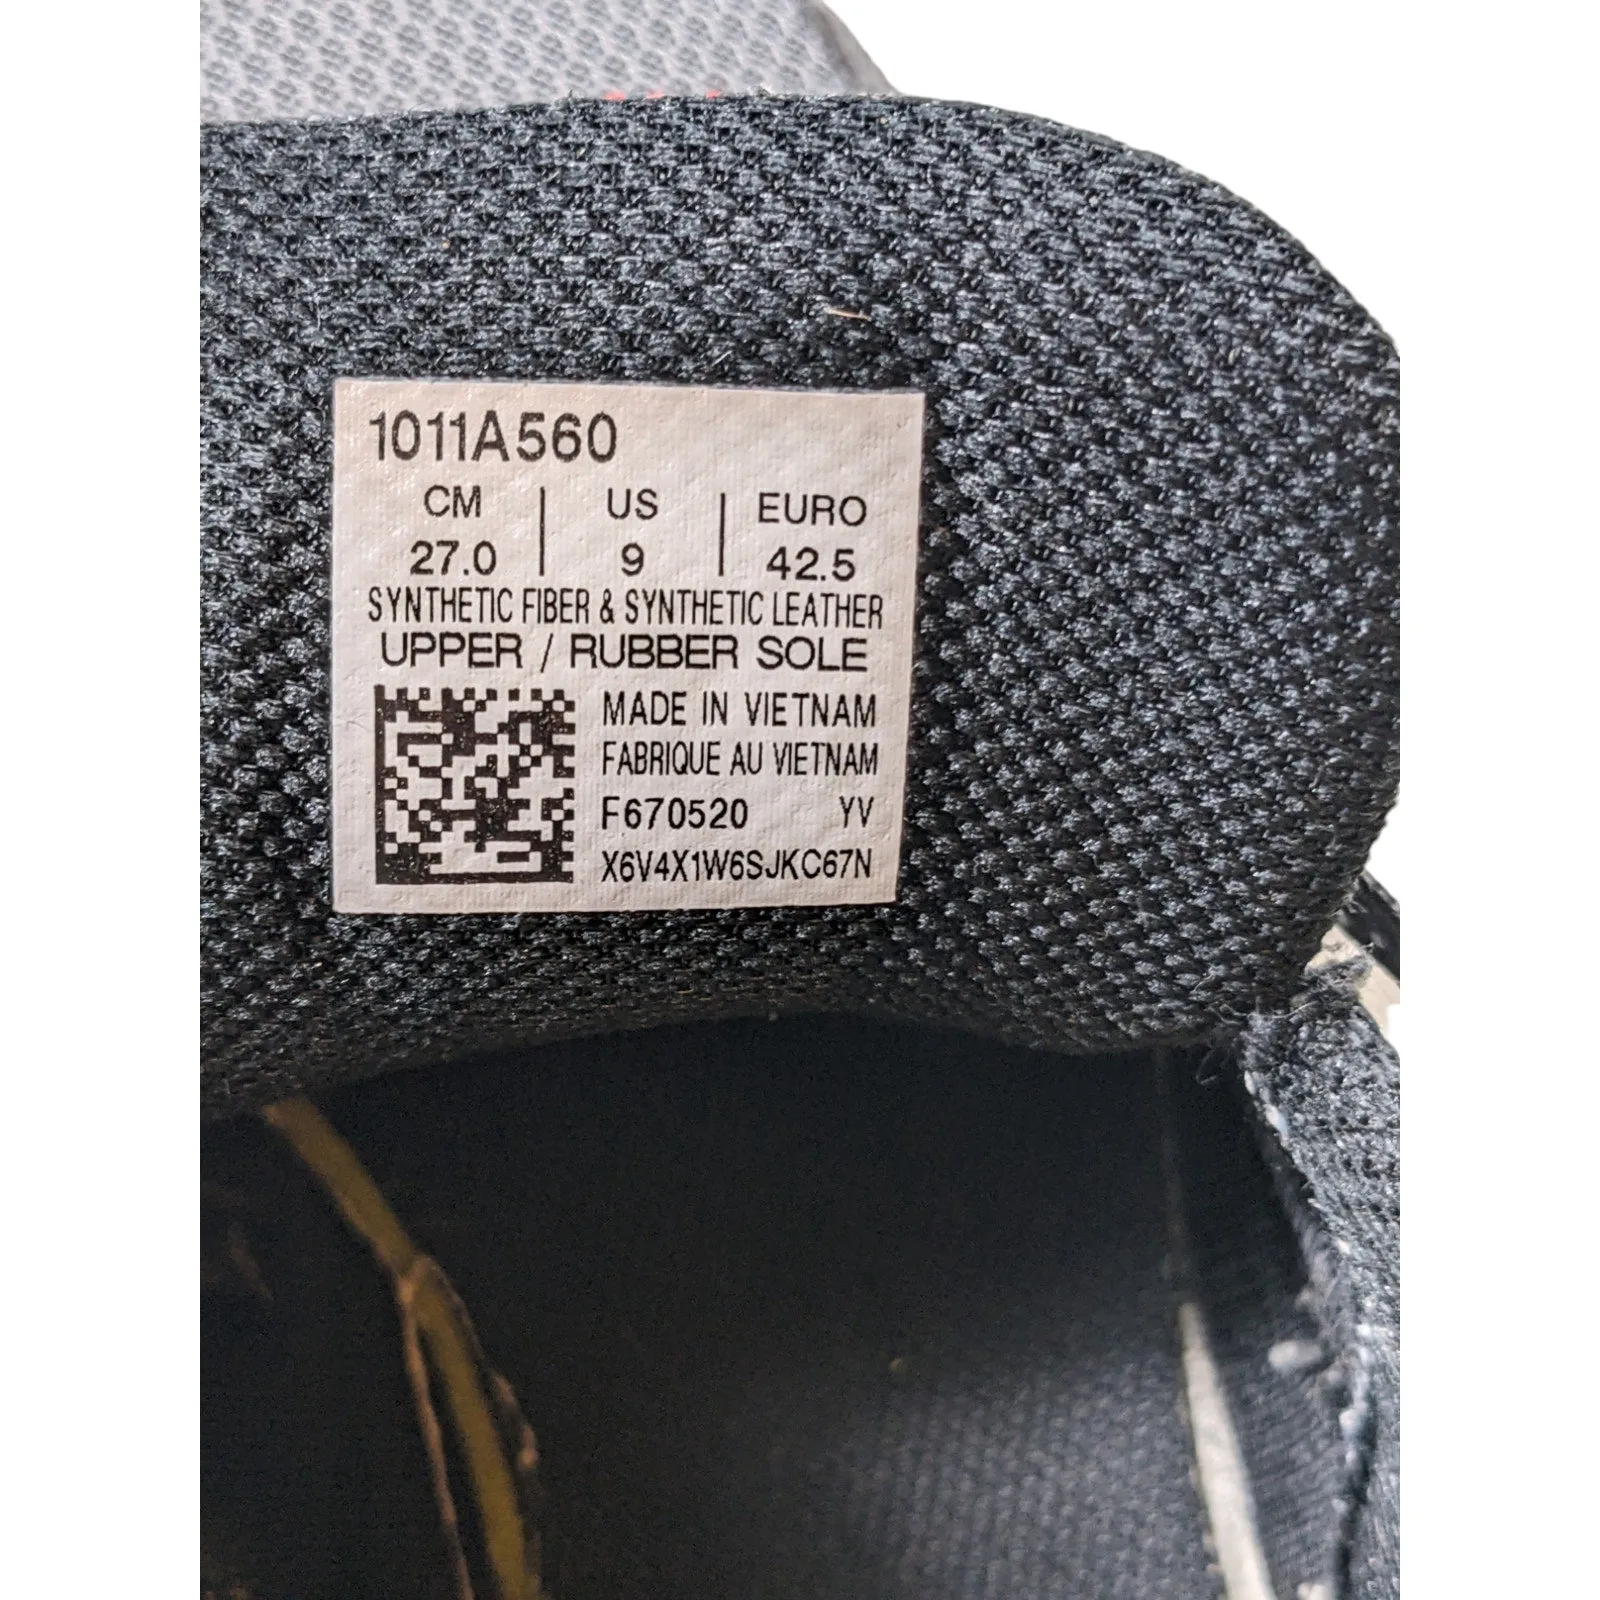 1011A560
CM | US | EURO
27.0 | 9 | 42.5
SYNTHETIC FIBER & SYNTHETIC LEATHER
UPPER / RUBBER SOLE
MADE IN VIETNAM
FABRIQUE AU VIETNAM
F670520 YV
X6V4X1W6SJKC67N